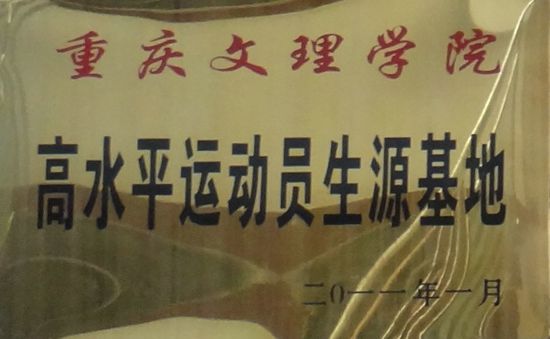 重庆文理学院
高水平运动员生源基地
二0一一年一月